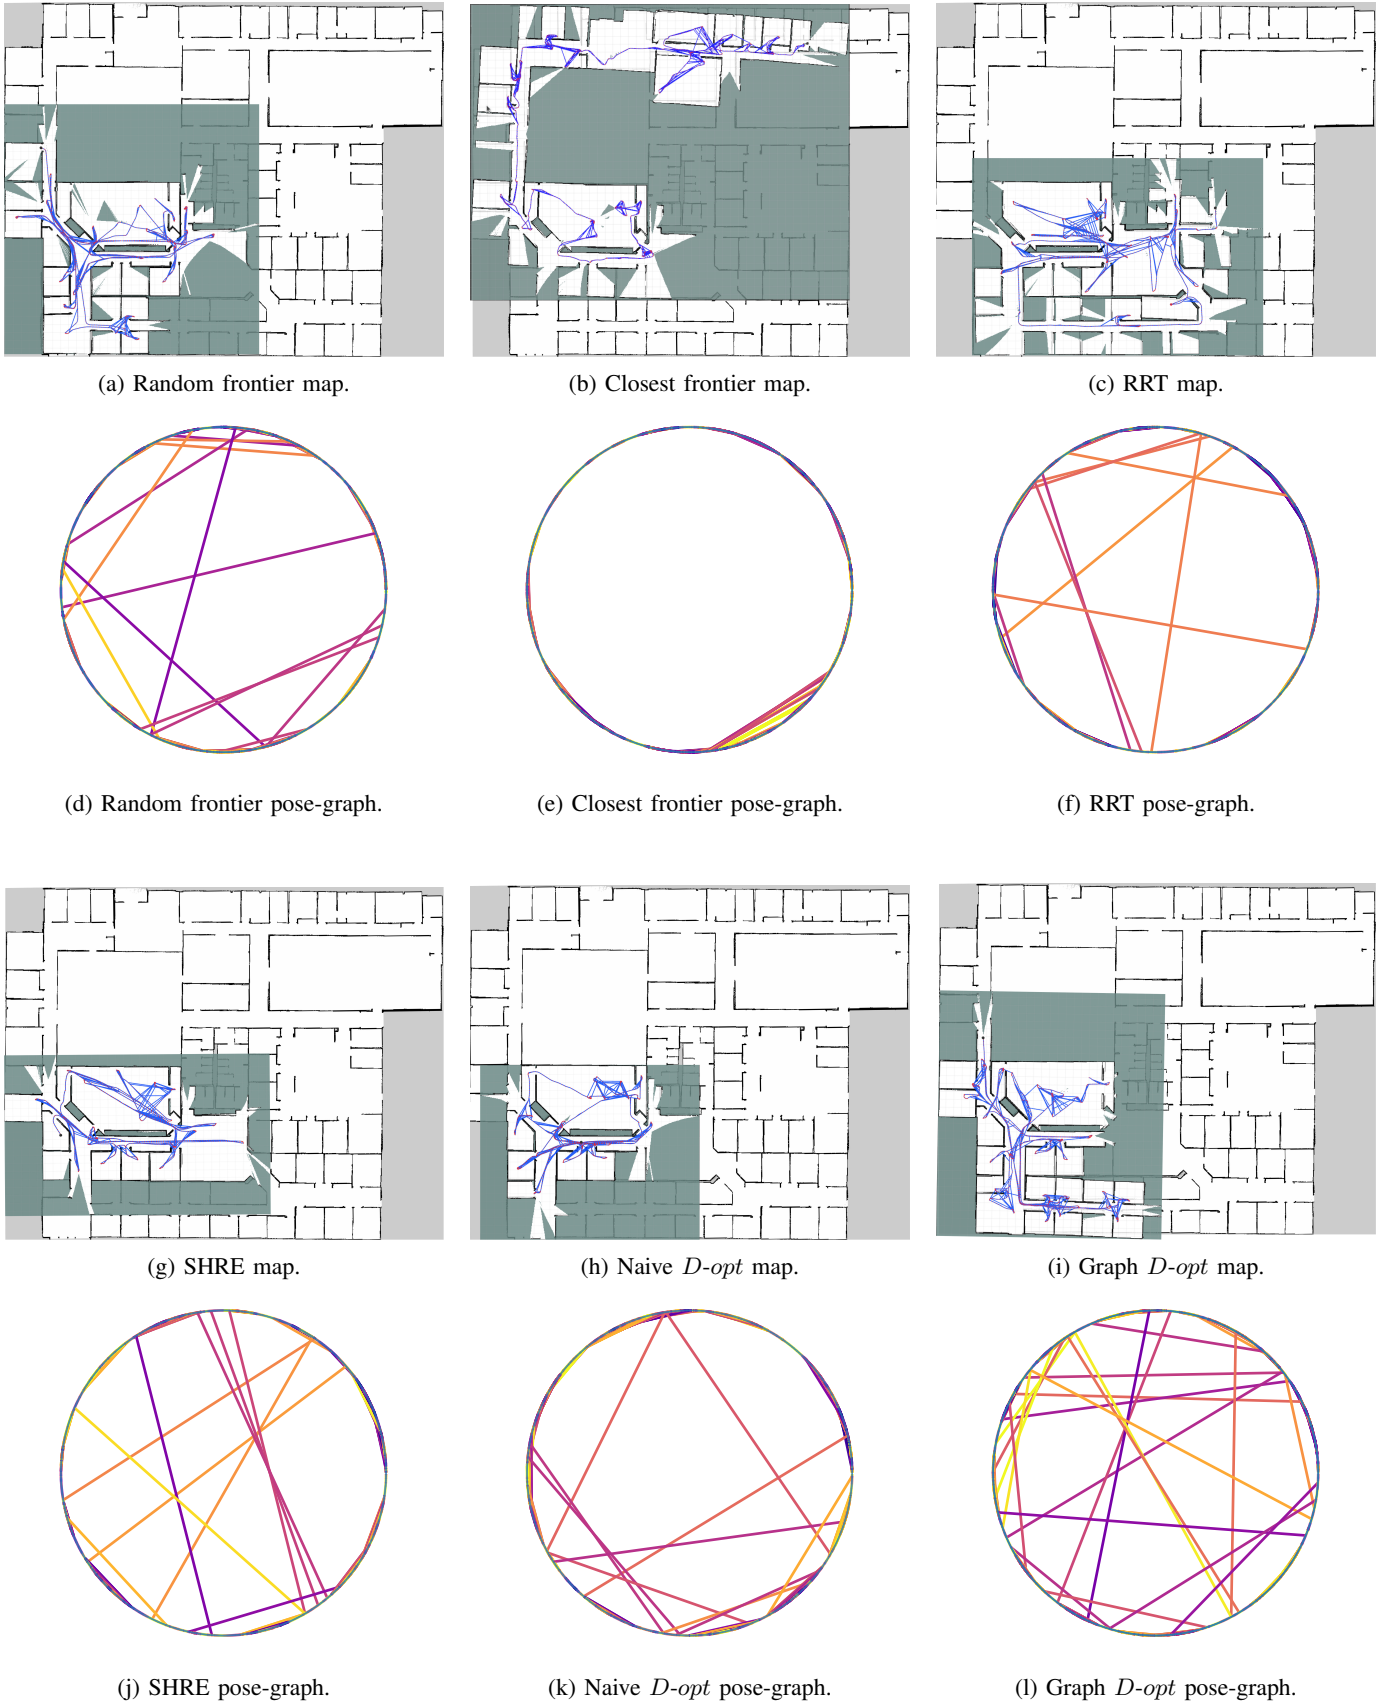 (a) Random frontier map.
(b) Closest frontier map.
(c) RRT map.
(d) Random frontier pose-graph.
(e) Closest frontier pose-graph.
(f) RRT pose-graph.
(g) SHRE map.
(h) Naive D-opt map.
(i) Graph D-opt map.
(j) SHRE pose-graph.
(k) Naive D-opt pose-graph.
(l) Graph D-opt pose-graph.